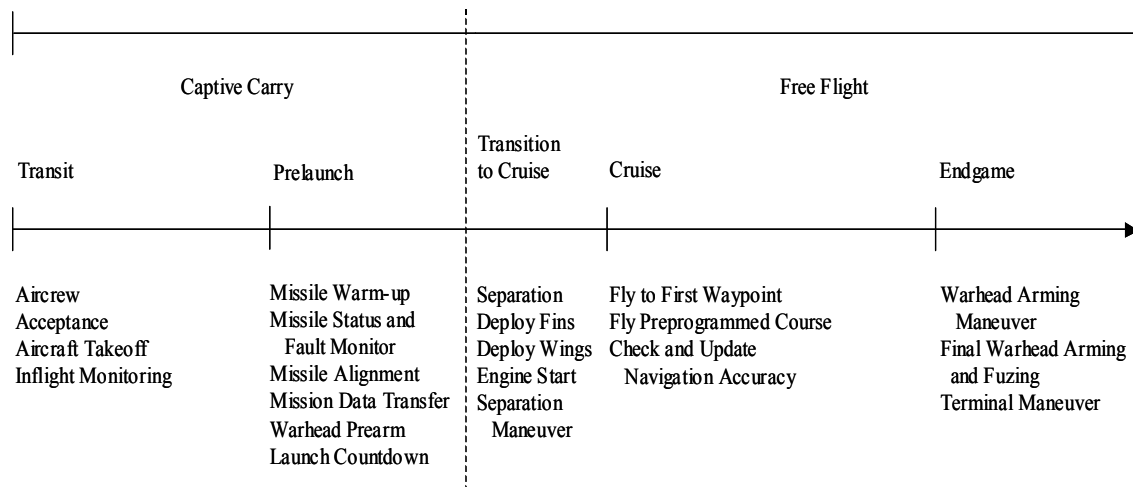 Captive Carry
Free Flight
Transit
Prelaunch
Transition
to Cruise
Cruise
Endgame
Aircrew
Acceptance
Aircraft Takeoff
Inflight Monitoring
Missile Warm-up
Missile Status and
Fault Monitor
Missile Alignment
Mission Data Transfer
Warhead Prearm
Launch Countdown
Separation
Deploy Fins
Deploy Wings
Engine Start
Separation
Maneuver
Fly to First Waypoint
Fly Preprogrammed Course
Check and Update
Navigation Accuracy
Warhead Arming
Maneuver
Final Warhead Arming
and Fuzing
Terminal Maneuver